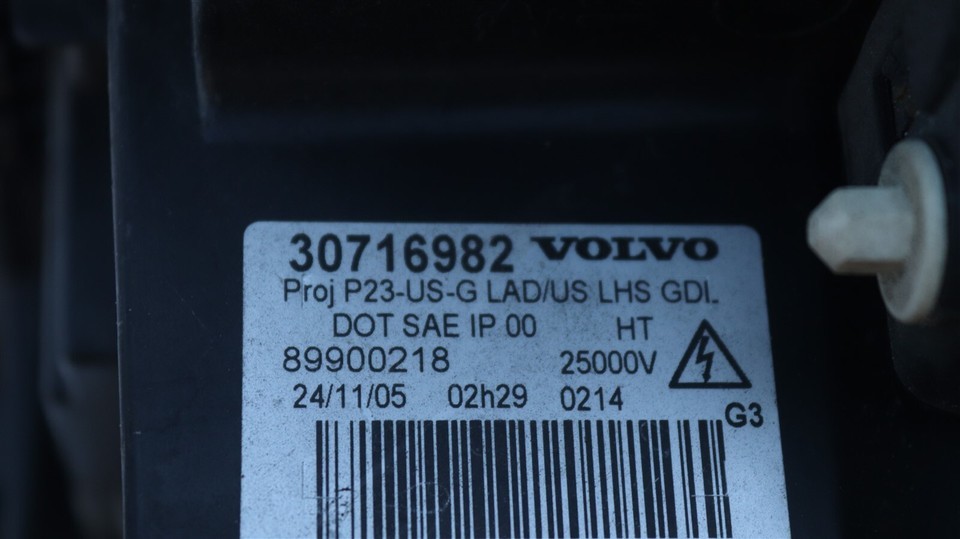 30716982 VOLVO
Proj P23-US-G LAD/US LHS GDL
DOT SAE IP 00 HT
89900218 25000V
24/11/05 02h29 0214
G3